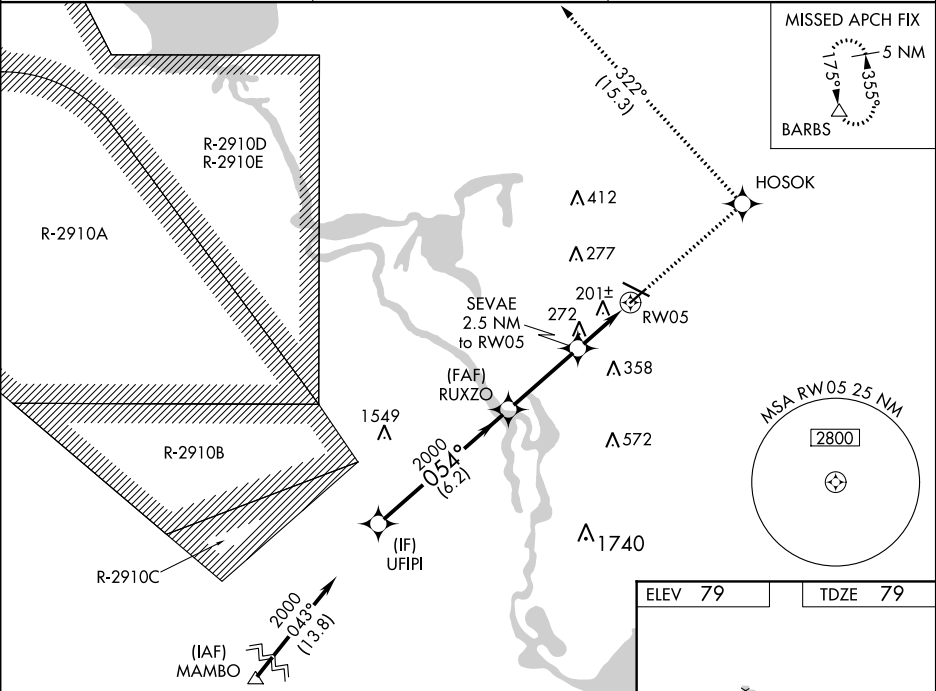 MISSED APCH FIX
5 NM
175°
355°
BARBS
322°
(15.3)
R-2910D
R-2910E
HOSOK
412
R-2910A
277
SEVAE
2.5 NM
to RW05
272
201±
RW05
(FAF)
RUXZO
358
MSA RW 05 25 NM
1549
2800
572
R-2910B
2000
054°
(6.2)
1740
(IF)
UFIPI
R-2910C
ELEV 79
TDZE 79
2000
043°
(13.8)
(IAF)
MAMBO